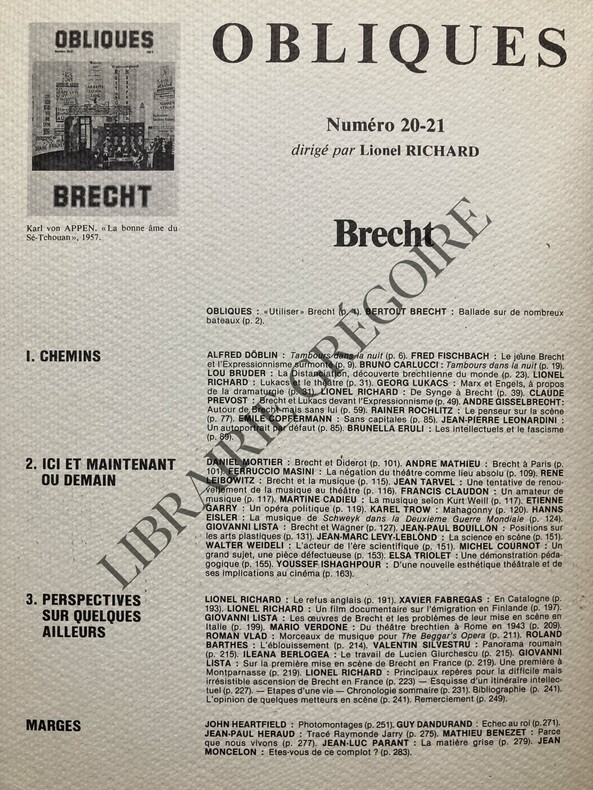 OBLIQUES
BRECHT
Karl von APPEN. «La bonne âme du
Sé-Tchouan», 1957.
OBLIQUES
Numéro 20-21
dirigé par Lionel RICHARD
Brecht
OBLIQUES : «Utiliser» Brecht (p. 1). BERTOLT BRECHT : Ballade sur de nombreux
bateaux (p. 2).
1. CHEMINS
ALFRED DÖBLIN : Tambours dans la nuit (p. 6). FRED FISCHBACH : Le jeune Brecht
et l'Expressionnisme surmonté (p. 9). BRUNO CARLUCCI : Tambours dans la nuit (p. 19).
LOU BRUDER : La Distanciation, découverte brechtienne du monde (p. 23). LIONEL
RICHARD : Lukacs et le théâtre (p. 31). GEORG LUKACS : Marx et Engels, à propos
de la dramaturgie (p. 31). LIONEL RICHARD : De Synge à Brecht (p. 39). CLAUDE
PREVOST : Brecht et Lukacs devant l'Expressionnisme (p. 49). ANDRE GISSELBRECHT :
Autour de Brecht mais sans lui (p. 59). RAINER ROCHLITZ : Le penseur sur la scène
(p. 77). EMILE COPFERMANN : Sans capitales (p. 85). JEAN-PIERRE LEONARDINI :
Un autoportrait par défaut (p. 85). BRUNELLA ERULI : Les intellectuels et le fascisme
(p. 89).
2. ICI ET MAINTENANT
OU DEMAIN
DANIEL MORTIER : Brecht et Diderot (p. 101). ANDRE MATHIEU : Brecht à Paris (p.
101). FERRUCCIO MASINI : La négation du théâtre comme lieu absolu (p. 109). RENE
LEIBOWITZ : Brecht et la musique (p. 115). JEAN TARVEL : Une tentative de renou-
vellement de la musique au théâtre (p. 116). FRANCIS CLAUDON : Un amateur de
musique (p. 117). MARTINE CADIEU : La musique selon Kurt Weill (p. 117). ETIENNE
GARRY : Un opéra politique (p. 119). KAREL TROW : Mahagonny (p. 120). HANNS
EISLER : La musique de Schweyk dans la Deuxième Guerre Mondiale (p. 124).
GIOVANNI LISTA : Brecht et Wagner (p. 127). JEAN-PAUL BOUILLON : Positions sur
les arts plastiques (p. 131). JEAN-MARC LEVY-LEBLOND : La science en scène (p. 151).
WALTER WEIDELI : L'acteur de l'ère scientifique (p. 151). MICHEL COURNOT : Un
grand sujet, une pièce défectueuse (p. 153). ELSA TRIOLET : Une démonstration péda-
gogique (p. 155). YOUSSEF ISHAGHPOUR : D'une nouvelle esthétique théâtrale et de
ses implications au cinéma (p. 163).
3. PERSPECTIVES
SUR QUELQUES
AILLEURS
LIONEL RICHARD : Le refus anglais (p. 191). XAVIER FABREGAS : En Catalogne (p.
193). LIONEL RICHARD : Un film documentaire sur l'émigration en Finlande (p. 197).
GIOVANNI LISTA : Les œuvres de Brecht et les problèmes de leur mise en scène en
Italie (p. 199). MARIO VERDONE : Du théâtre brechtien à Rome en 1943 (p. 209).
ROMAN VLAD : Morceaux de musique pour The Beggar's Opera (p. 211). ROLAND
BARTHES : L'éblouissement (p. 214). VALENTIN SILVESTRU : Panorama roumain
(p. 215). ILEANA BERLOGEA : Le travail de Lucien Giurchescu (p. 215). GIOVANNI
LISTA : Sur la première mise en scène de Brecht en France (p. 219). Une première à
Montparnasse (p. 219). LIONEL RICHARD : Principaux repères pour la difficile mais
irrésistible ascension de Brecht en France (p. 223) — Esquisse d'un itinéraire intellec-
tuel (p. 227). — Etapes d'une vie — Chronologie sommaire (p. 231). Bibliographie (p. 241).
L'opinion de quelques metteurs en scène (p. 241). Remerciement (p. 249).
MARGES
JOHN HEARTFIELD : Photomontages (p. 251). GUY DANDURAND : Echec au roi (p. 271).
JEAN-PAUL HERAUD : Tracé Raymonde Jarry (p. 275). MATHIEU BENEZET : Parce
que nous vivons (p. 277). JEAN-LUC PARANT : La matière grise (p. 279). JEAN
MONCELON : Etes-vous de ce complot ? (p. 283).
LIBRAIRIE GRÉGOIRE